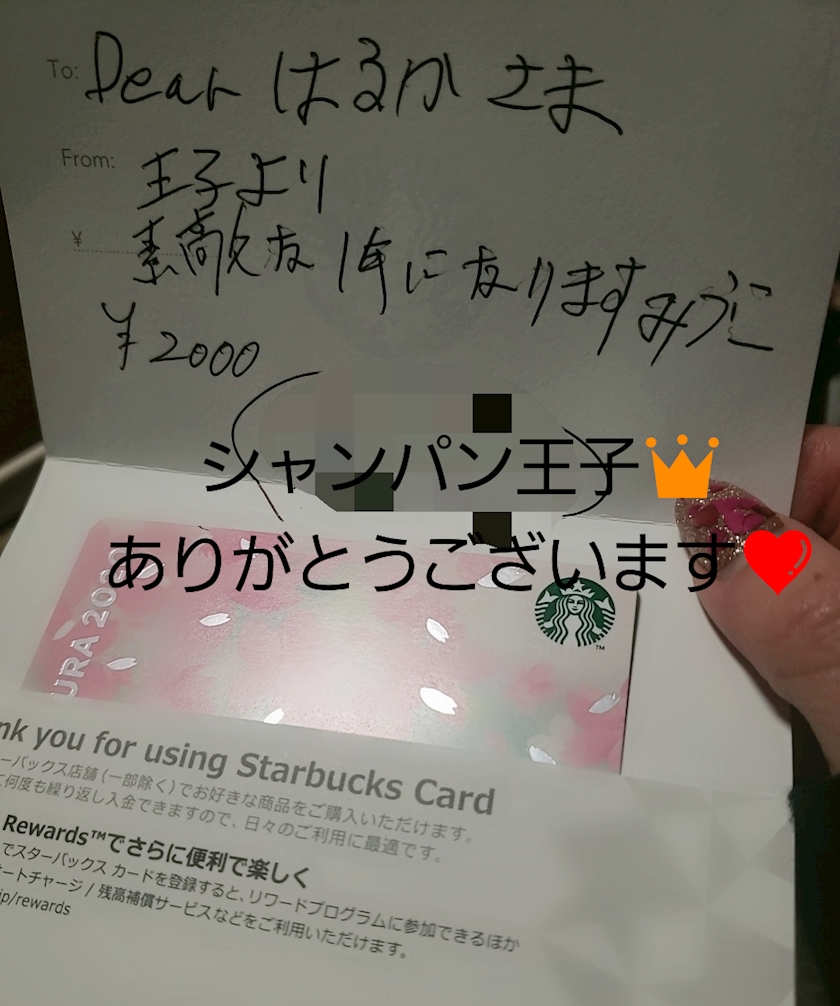 To: Dear はるか さま
From: 王子より
¥ 素敵な 1年になりますように
¥2000
シャンパン王子👑
ありがとうございます❤
URA 202
nk you for using Starbucks Card
ーバックス店舗(一部除く)でお好きな商品をご購入いただけます。
て何度も繰り返し入金できますので、日々のご利用に最適です。
Rewards™でさらに便利で楽しく
でスターバックス カードを登録すると、リワードプログラムに参加できるほか
ートチャージ / 残高補償サービスなどをご利用いただけます。
jp/rewards